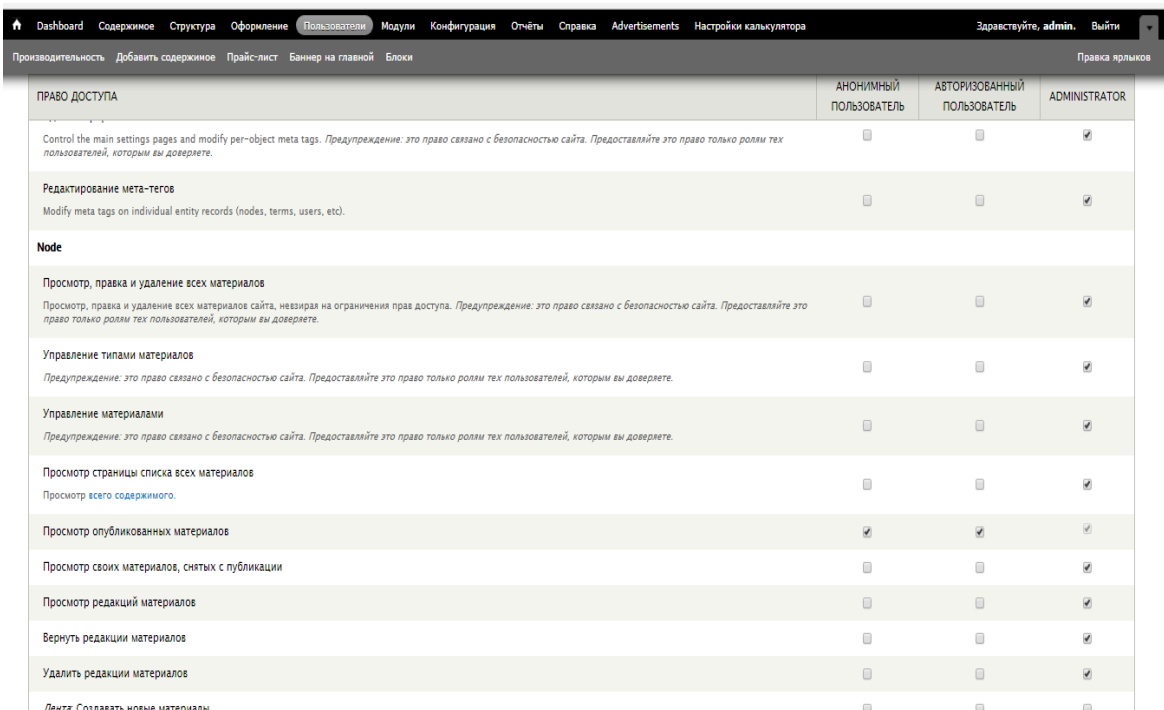 Dashboard Содержимое Структура Оформление Пользователи Модули Конфигурация Отчёты Справка Advertisements Настройки калькулятора Здравствуйте, admin. Выйти
Производительность Добавить содержимое Прайс-лист Баннер на главной Блоки Правка ярлыков
ПРАВО ДОСТУПА АНОНИМНЫЙ ПОЛЬЗОВАТЕЛЬ АВТОРИЗОВАННЫЙ ПОЛЬЗОВАТЕЛЬ ADMINISTRATOR
Control the main settings pages and modify per-object meta tags. Предупреждение: это право связано с безопасностью сайта. Предоставляйте это право только ролям тех
пользователей, которым вы доверяете.
Редактирование мета-тегов
Modify meta tags on individual entity records (nodes, terms, users, etc).
Node
Просмотр, правка и удаление всех материалов
Просмотр, правка и удаление всех материалов сайта, невзирая на ограничения прав доступа. Предупреждение: это право связано с безопасностью сайта. Предоставляйте это
право только ролям тех пользователей, которым вы доверяете.
Управление типами материалов
Предупреждение: это право связано с безопасностью сайта. Предоставляйте это право только ролям тех пользователей, которым вы доверяете.
Управление материалами
Предупреждение: это право связано с безопасностью сайта. Предоставляйте это право только ролям тех пользователей, которым вы доверяете.
Просмотр страницы списка всех материалов
Просмотр всего содержимого.
Просмотр опубликованных материалов
Просмотр своих материалов, снятых с публикации
Просмотр редакций материалов
Вернуть редакции материалов
Удалить редакции материалов
Лента: Создавать новые материалы